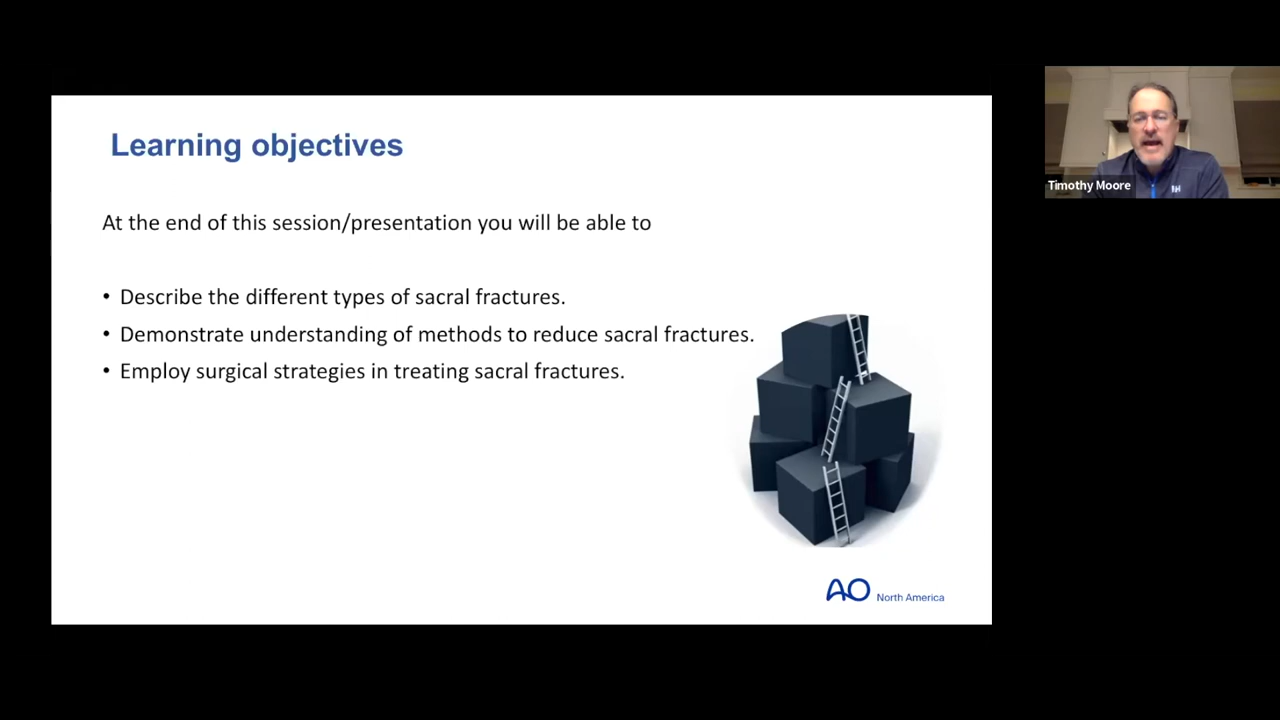 Learning objectives
At the end of this session/presentation you will be able to
• Describe the different types of sacral fractures.
• Demonstrate understanding of methods to reduce sacral fractures.
• Employ surgical strategies in treating sacral fractures.
AO North America
Timothy Moore